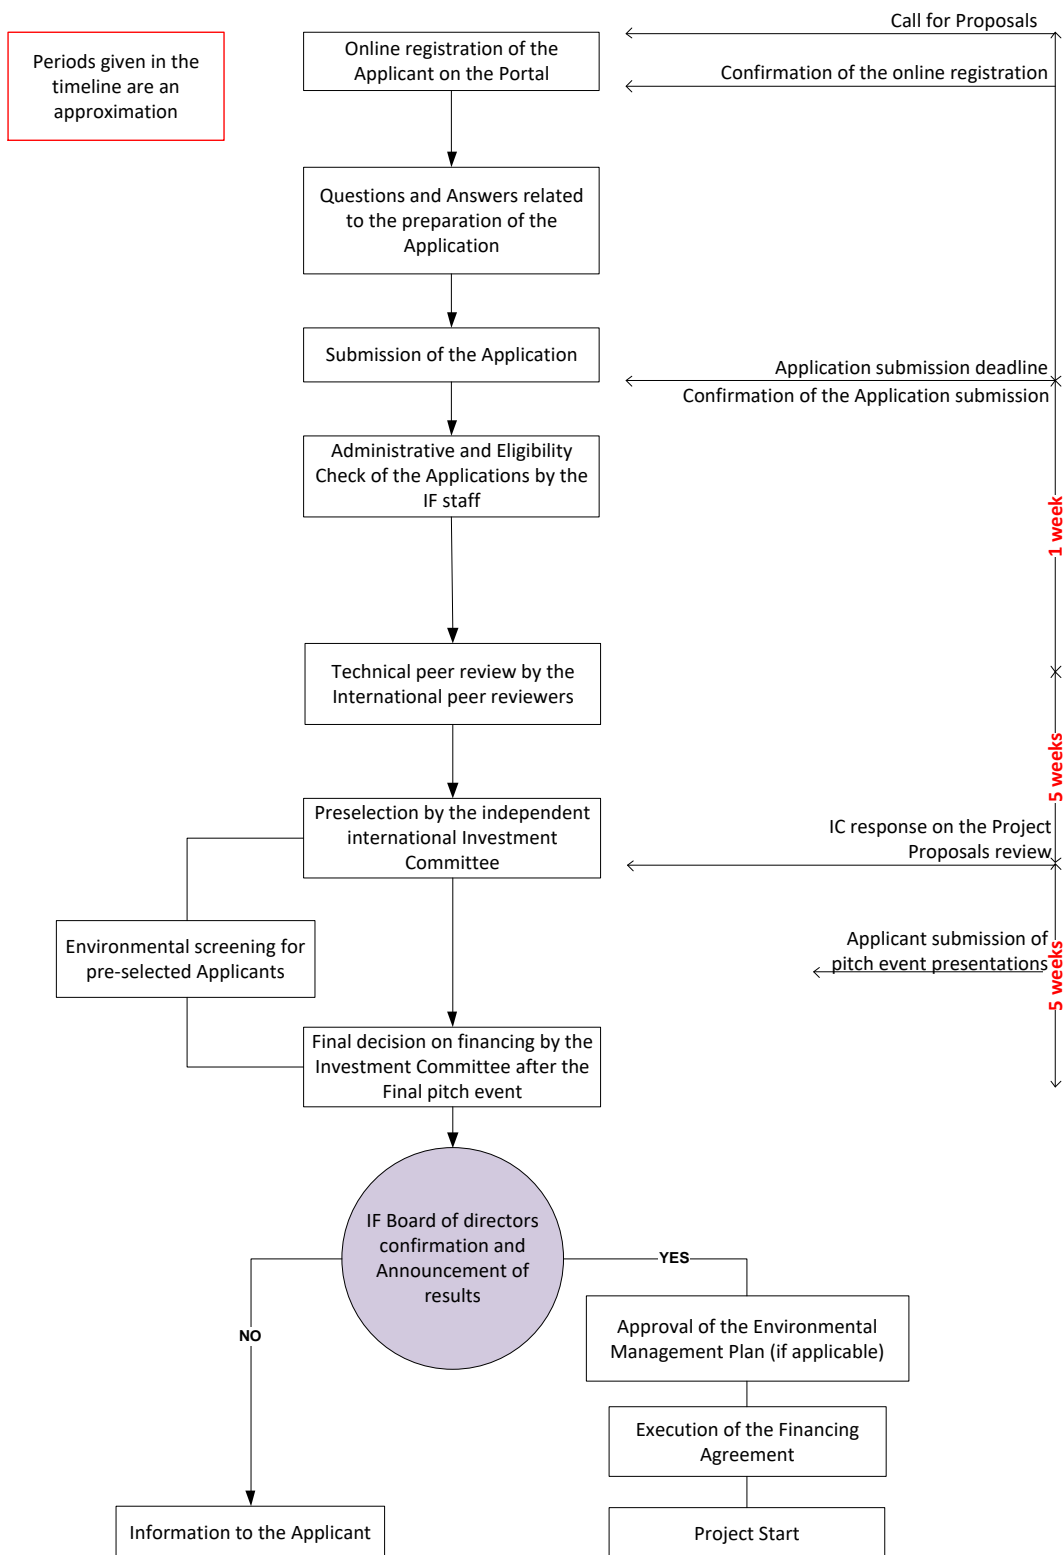 Call for Proposals
Periods given in the
timeline are an
approximation
Online registration of the
Applicant on the Portal
Confirmation of the online registration
Questions and Answers related
to the preparation of the
Application
Submission of the Application
Application submission deadline
Confirmation of the Application submission
Administrative and Eligibility
Check of the Applications by the
IF staff
1 week
Technical peer review by the
International peer reviewers
5 weeks
Preselection by the independent
international Investment
Committee
IC response on the Project
Proposals review
Environmental screening for
pre-selected Applicants
Applicant submission of
pitch event presentations
5 weeks
Final decision on financing by the
Investment Committee after the
Final pitch event
IF Board of directors
confirmation and
Announcement of
results
YES
NO
Approval of the Environmental
Management Plan (if applicable)
Execution of the Financing
Agreement
Information to the Applicant
Project Start